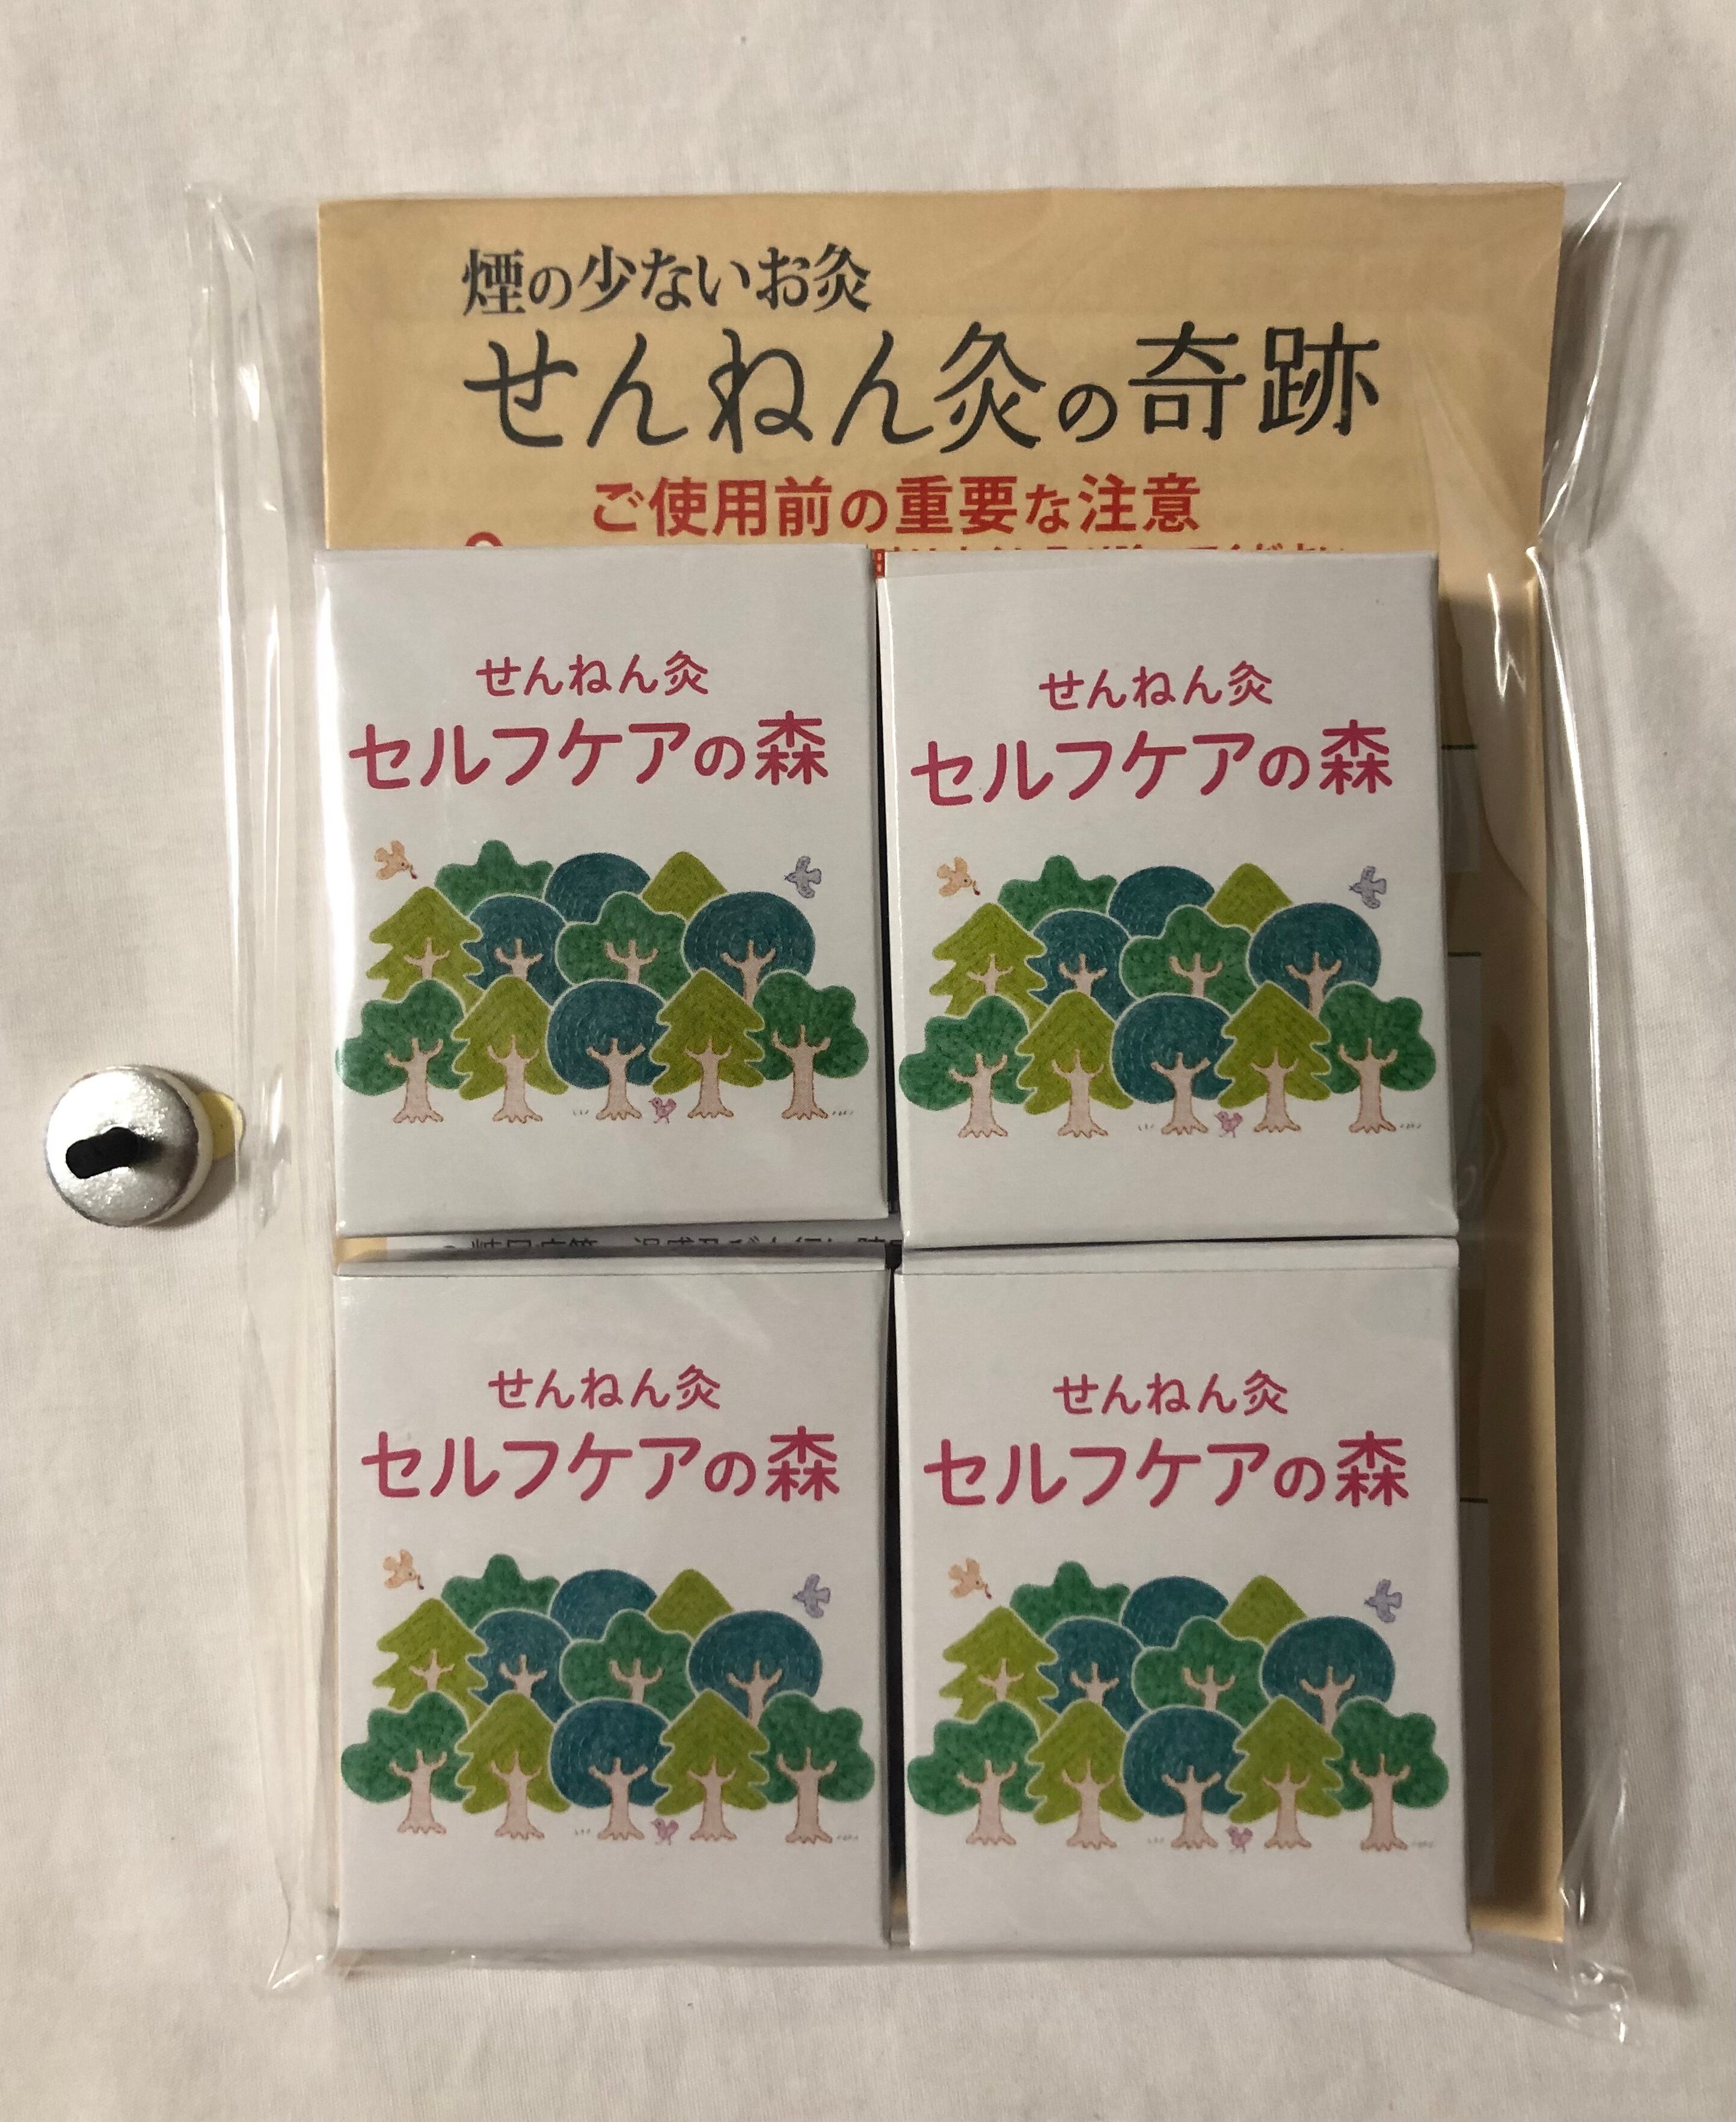 煙の少ないお灸
せんねん灸の奇跡
ご使用前の重要な注意
せんねん灸
セルフケアの森
せんねん灸
セルフケアの森
せんねん灸
セルフケアの森
せんねん灸
セルフケアの森